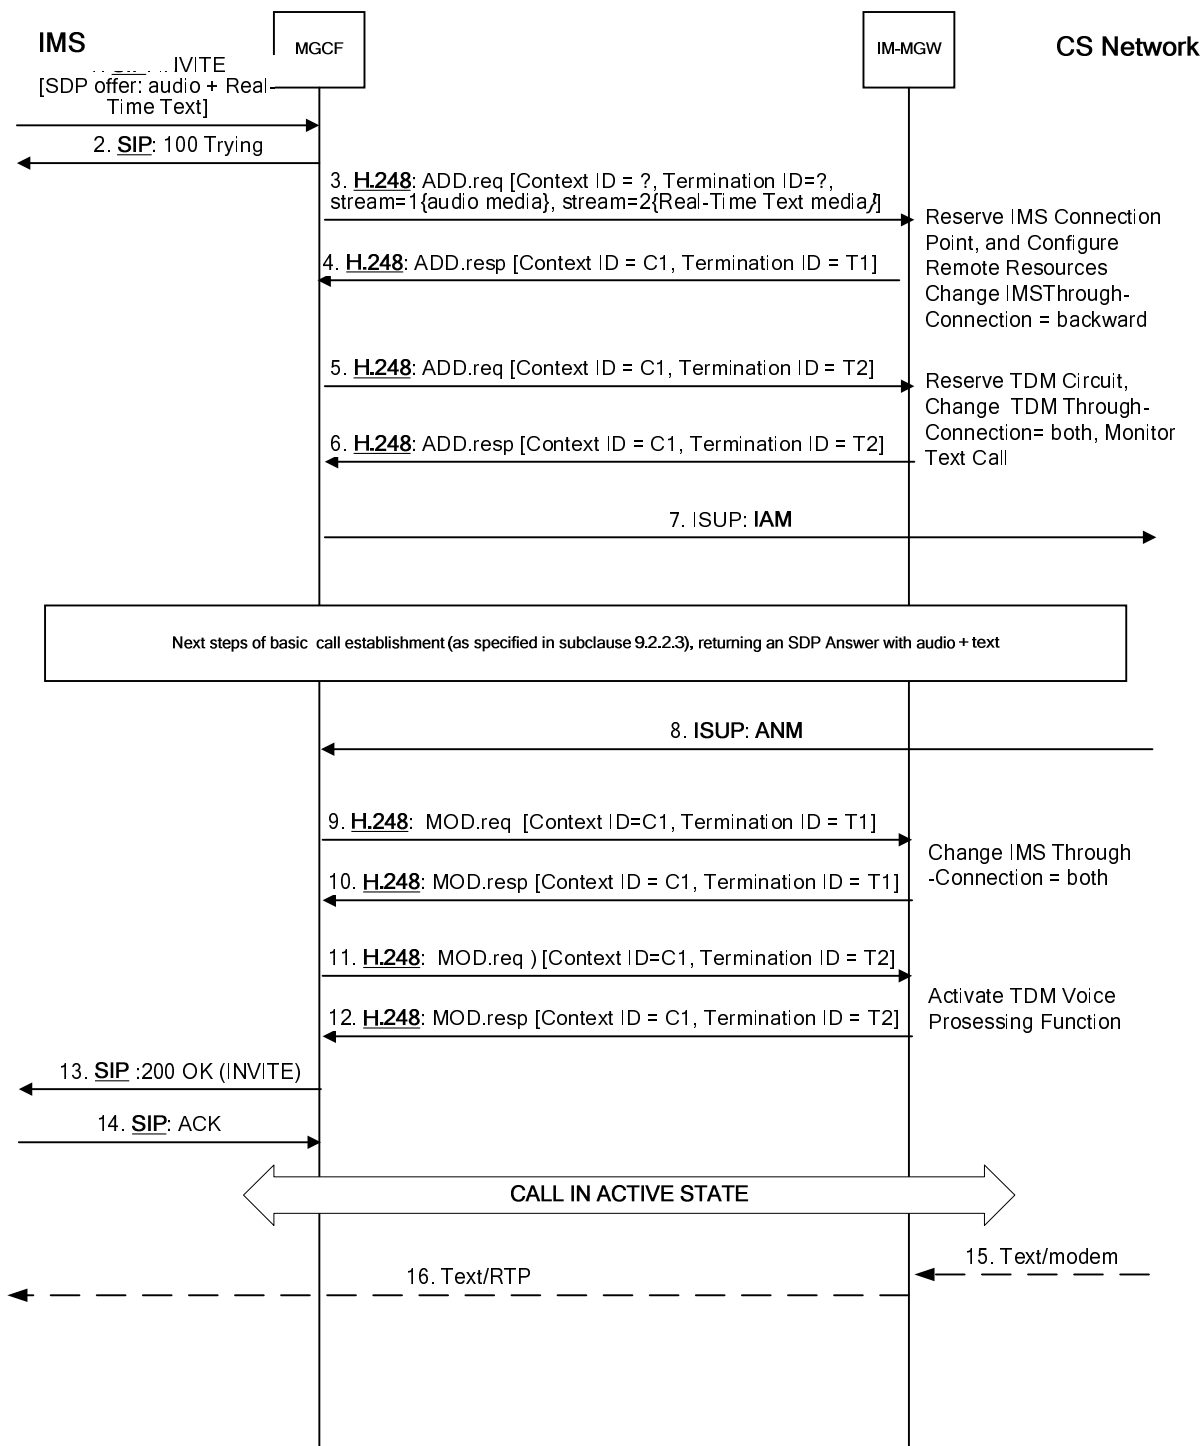 IMS
MGCF
IM-MGW
CS Network
IVITE
[SDP offer: audio + Real-
Time Text]
2. SIP: 100 Trying
3. H.248: ADD.req [Context ID = ?, Termination ID=?,
stream=1{audio media}, stream=2{Real-Time Text media}]
Reserve IMS Connection
Point, and Configure
Remote Resources
Change IMSThrough-
Connection = backward
4. H.248: ADD.resp [Context ID = C1, Termination ID = T1]
5. H.248: ADD.req [Context ID = C1, Termination ID = T2]
Reserve TDM Circuit,
Change TDM Through-
Connection= both, Monitor
Text Call
6. H.248: ADD.resp [Context ID = C1, Termination ID = T2]
7. ISUP: IAM
Next steps of basic call establishment (as specified in subclause 9.2.2.3), returning an SDP Answer with audio + text
8. ISUP: ANM
9. H.248: MOD.req [Context ID=C1, Termination ID = T1]
Change IMS Through
-Connection = both
10. H.248: MOD.resp [Context ID = C1, Termination ID = T1]
11. H.248: MOD.req ) [Context ID=C1, Termination ID = T2]
Activate TDM Voice
Prosessing Function
12. H.248: MOD.resp [Context ID = C1, Termination ID = T2]
13. SIP :200 OK (INVITE)
14. SIP: ACK
CALL IN ACTIVE STATE
15. Text/modem
16. Text/RTP